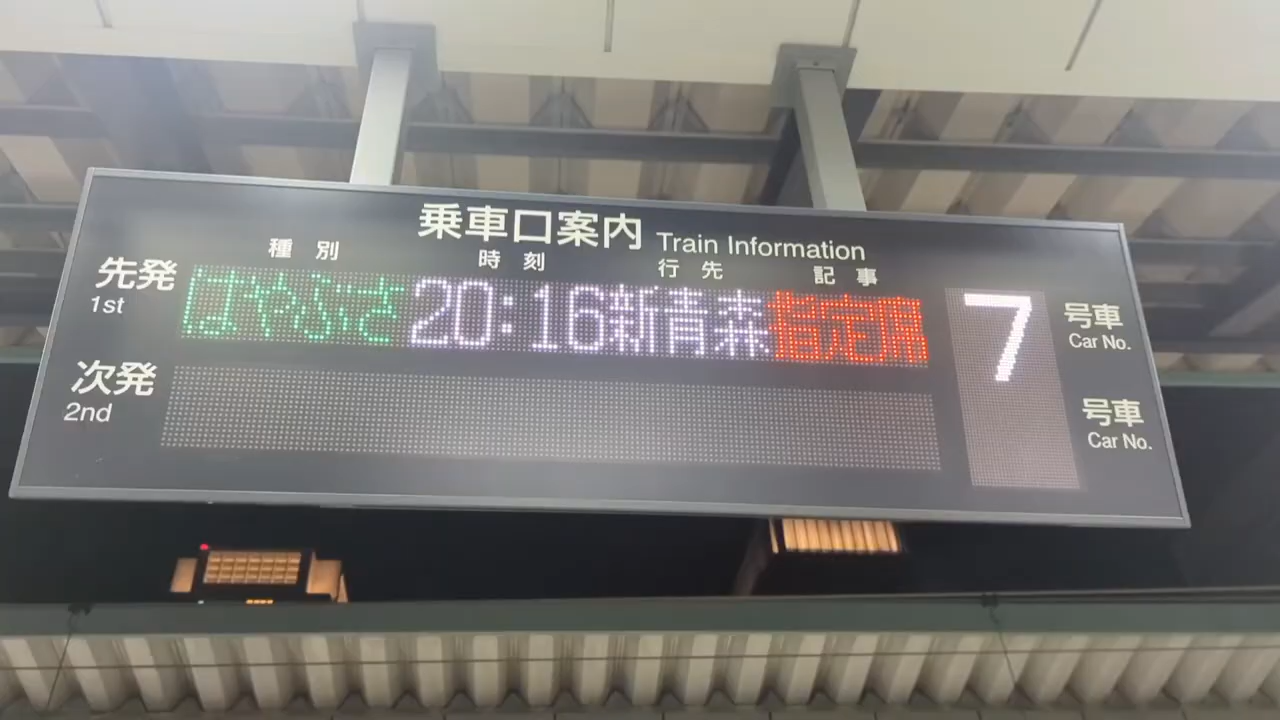 乗車口案内 Train Information
種別 時刻 行先 記事
先発 はやぶさ 20:16 新青森 指定席 7 号車
1st Car No.
次発 号車
2nd Car No.